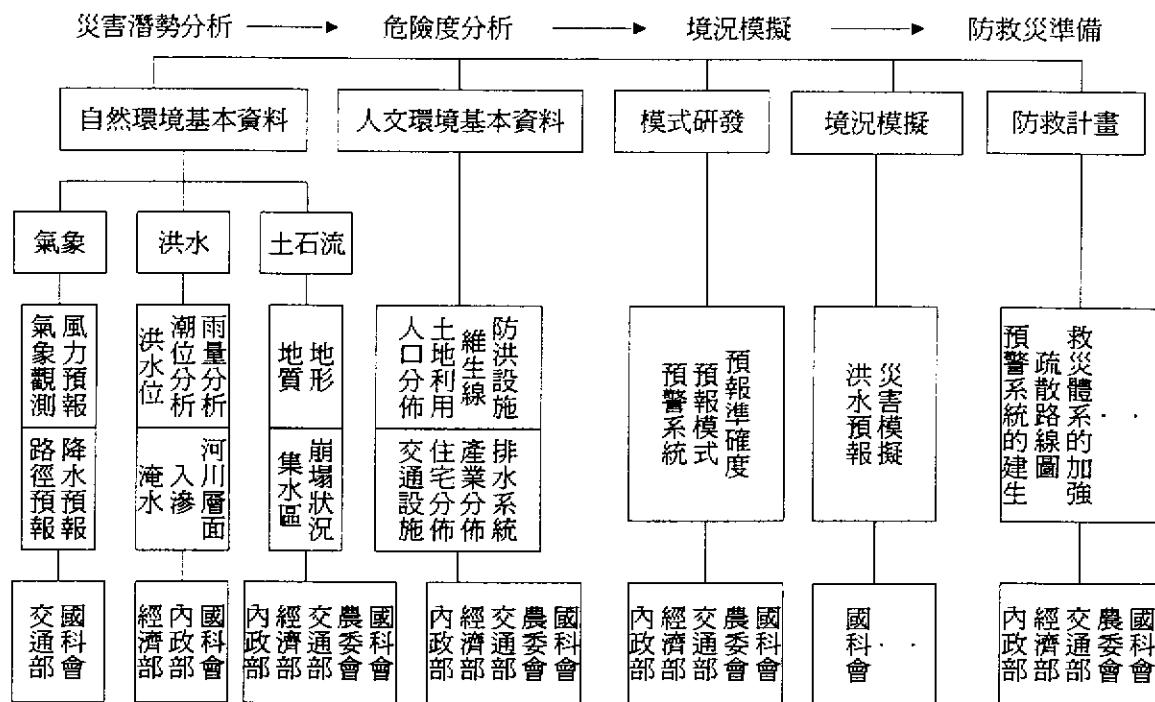 災害潛勢分析
危險度分析
境況模擬
防救災準備
自然環境基本資料
人文環境基本資料
模式研發
境況模擬
防救計畫
氣象
洪水
土石流
風力預報
氣象觀測
降水預報
路徑預報
雨量分析
潮位分析
洪水位
河川層面
入滲
淹水
地形
地質
崩塌狀況
集水區
防洪設施
維生線
土地利用
人口分佈
排水系統
產業分佈
住宅分佈
交通設施
預報準確度
預報模式
預警系統
災害模擬
洪水預報
救災體系的加強
疏散路線圖
預警系統的建生
國科會
交通部
國科會
內政部
經濟部
國科會
農委會
交通部
經濟部
內政部
國科會
農委會
交通部
經濟部
內政部
國科會
農委會
交通部
經濟部
內政部
國科會
國科會
農委會
交通部
經濟部
內政部